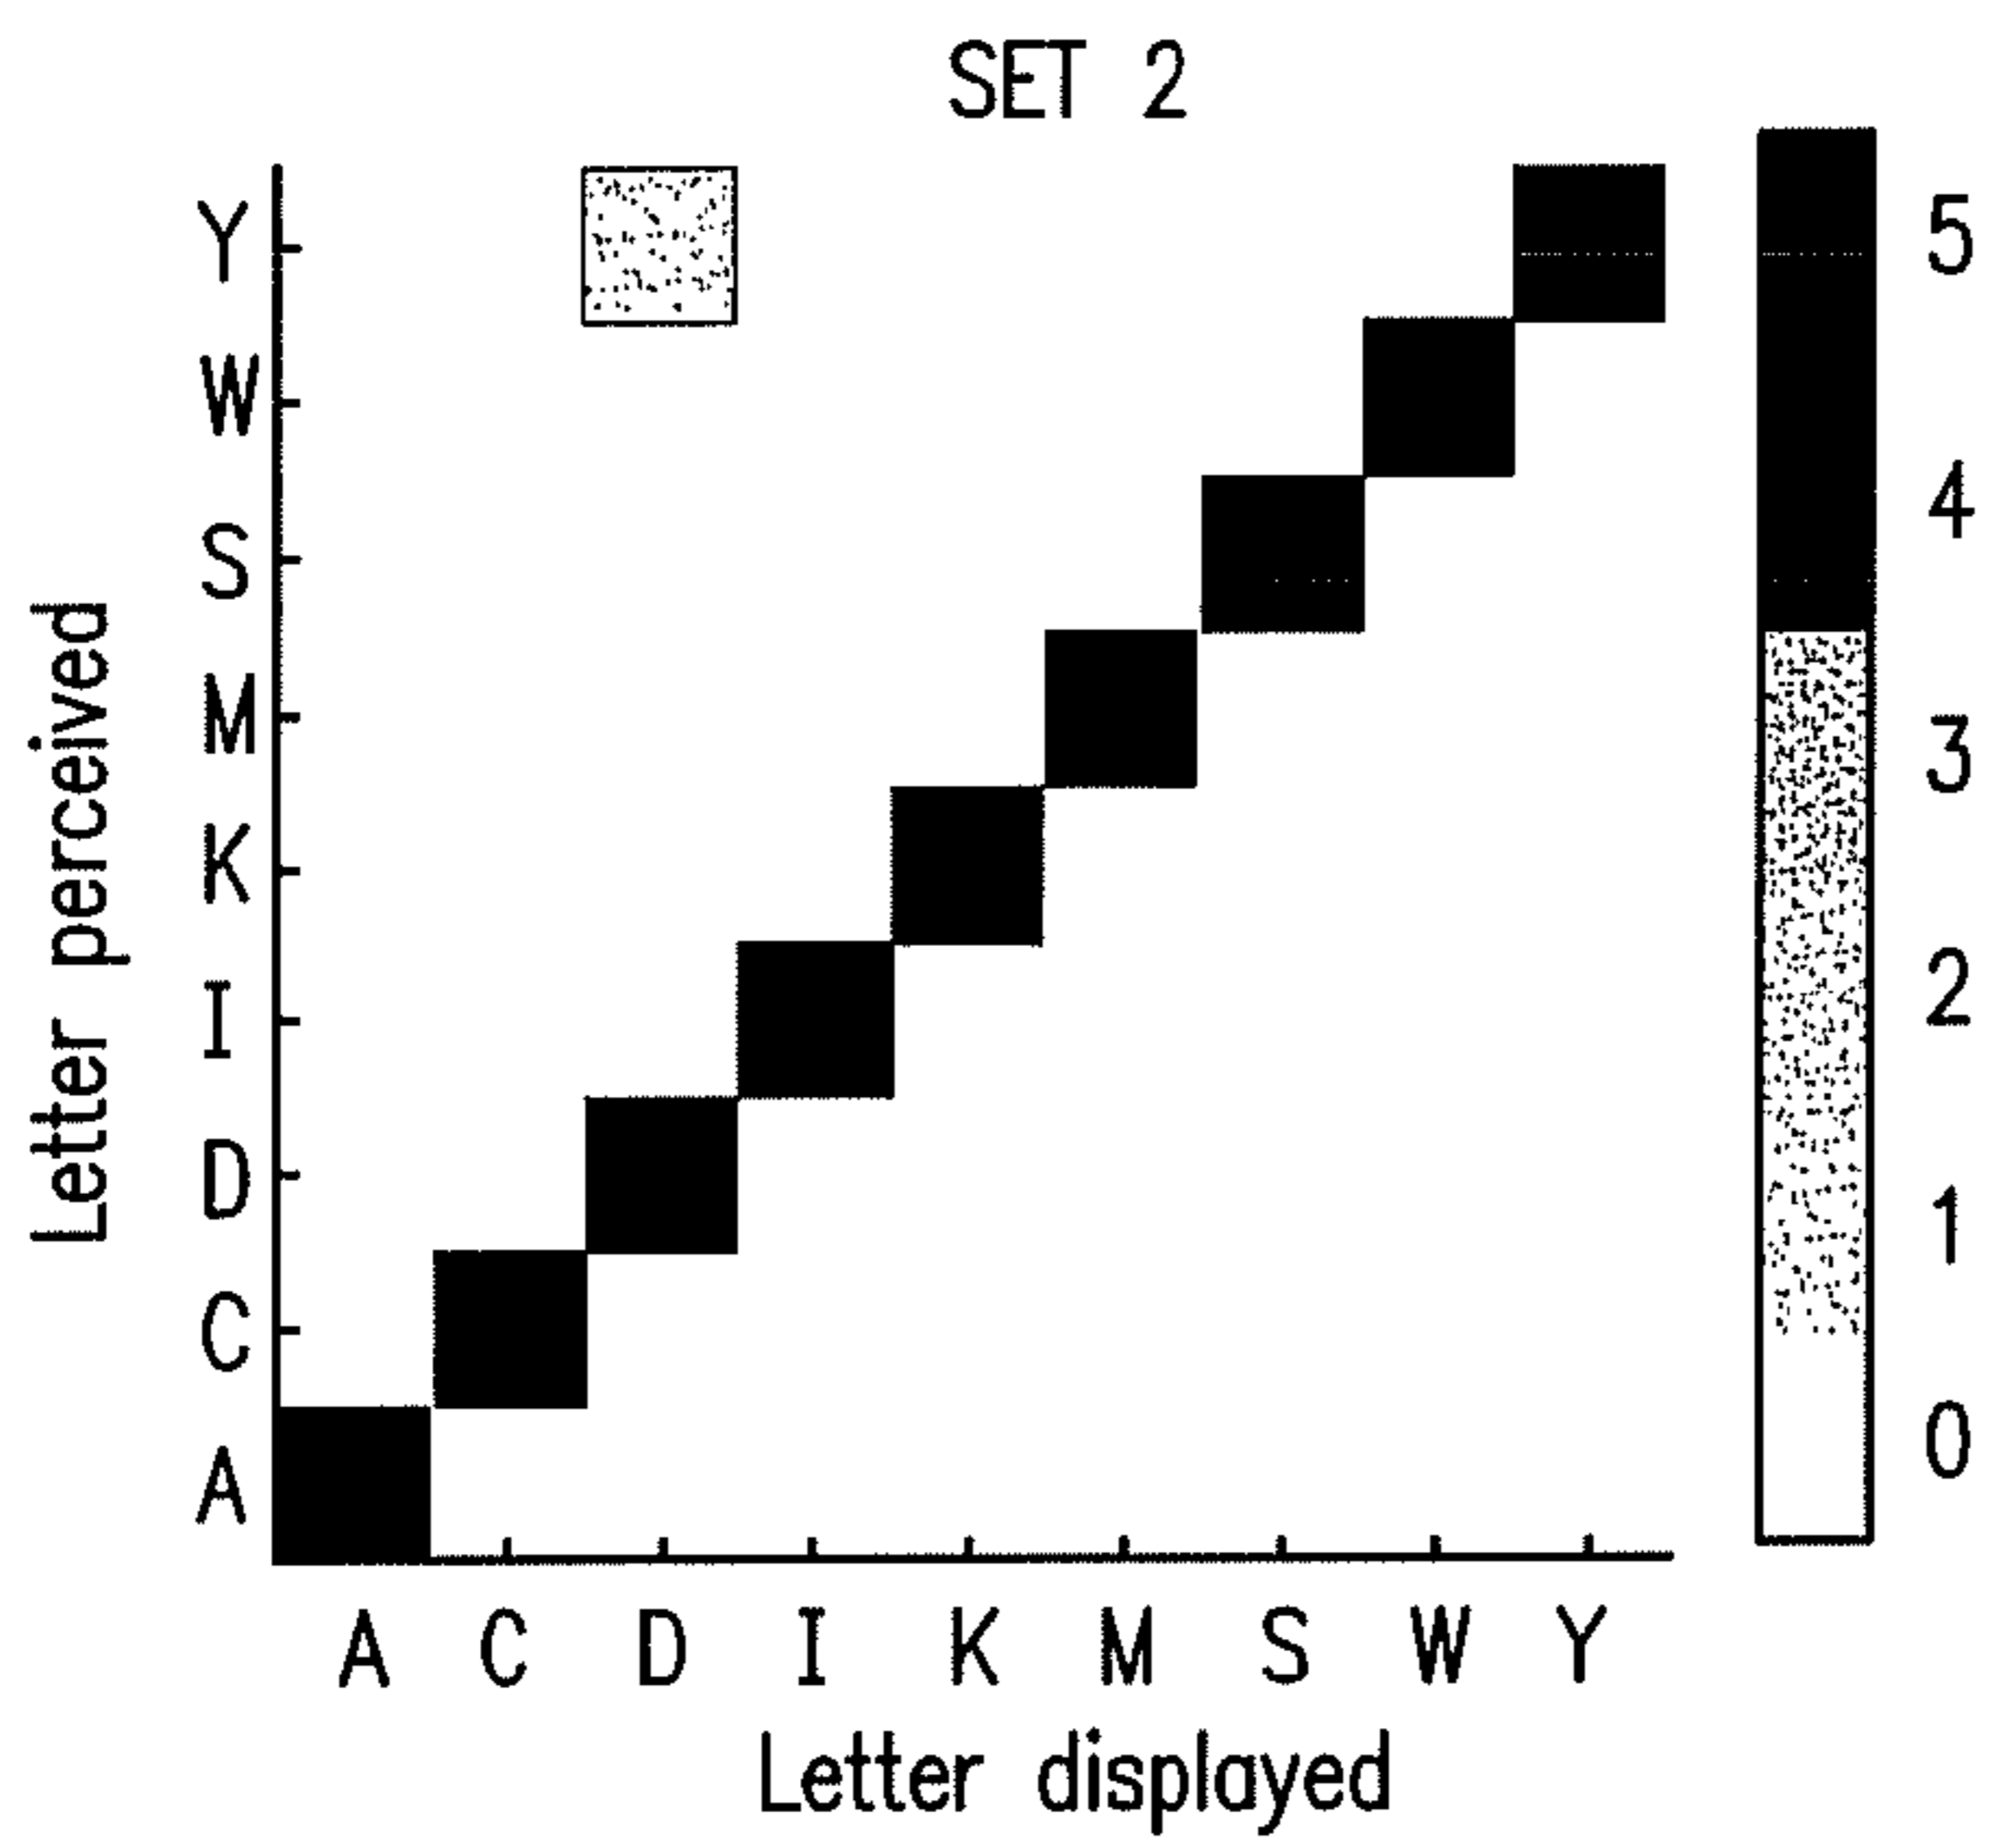 SET 2
Letter perceived
Y
W
S
M
K
I
D
C
A
5
4
3
2
1
0
A C D I K M S W Y
Letter displayed